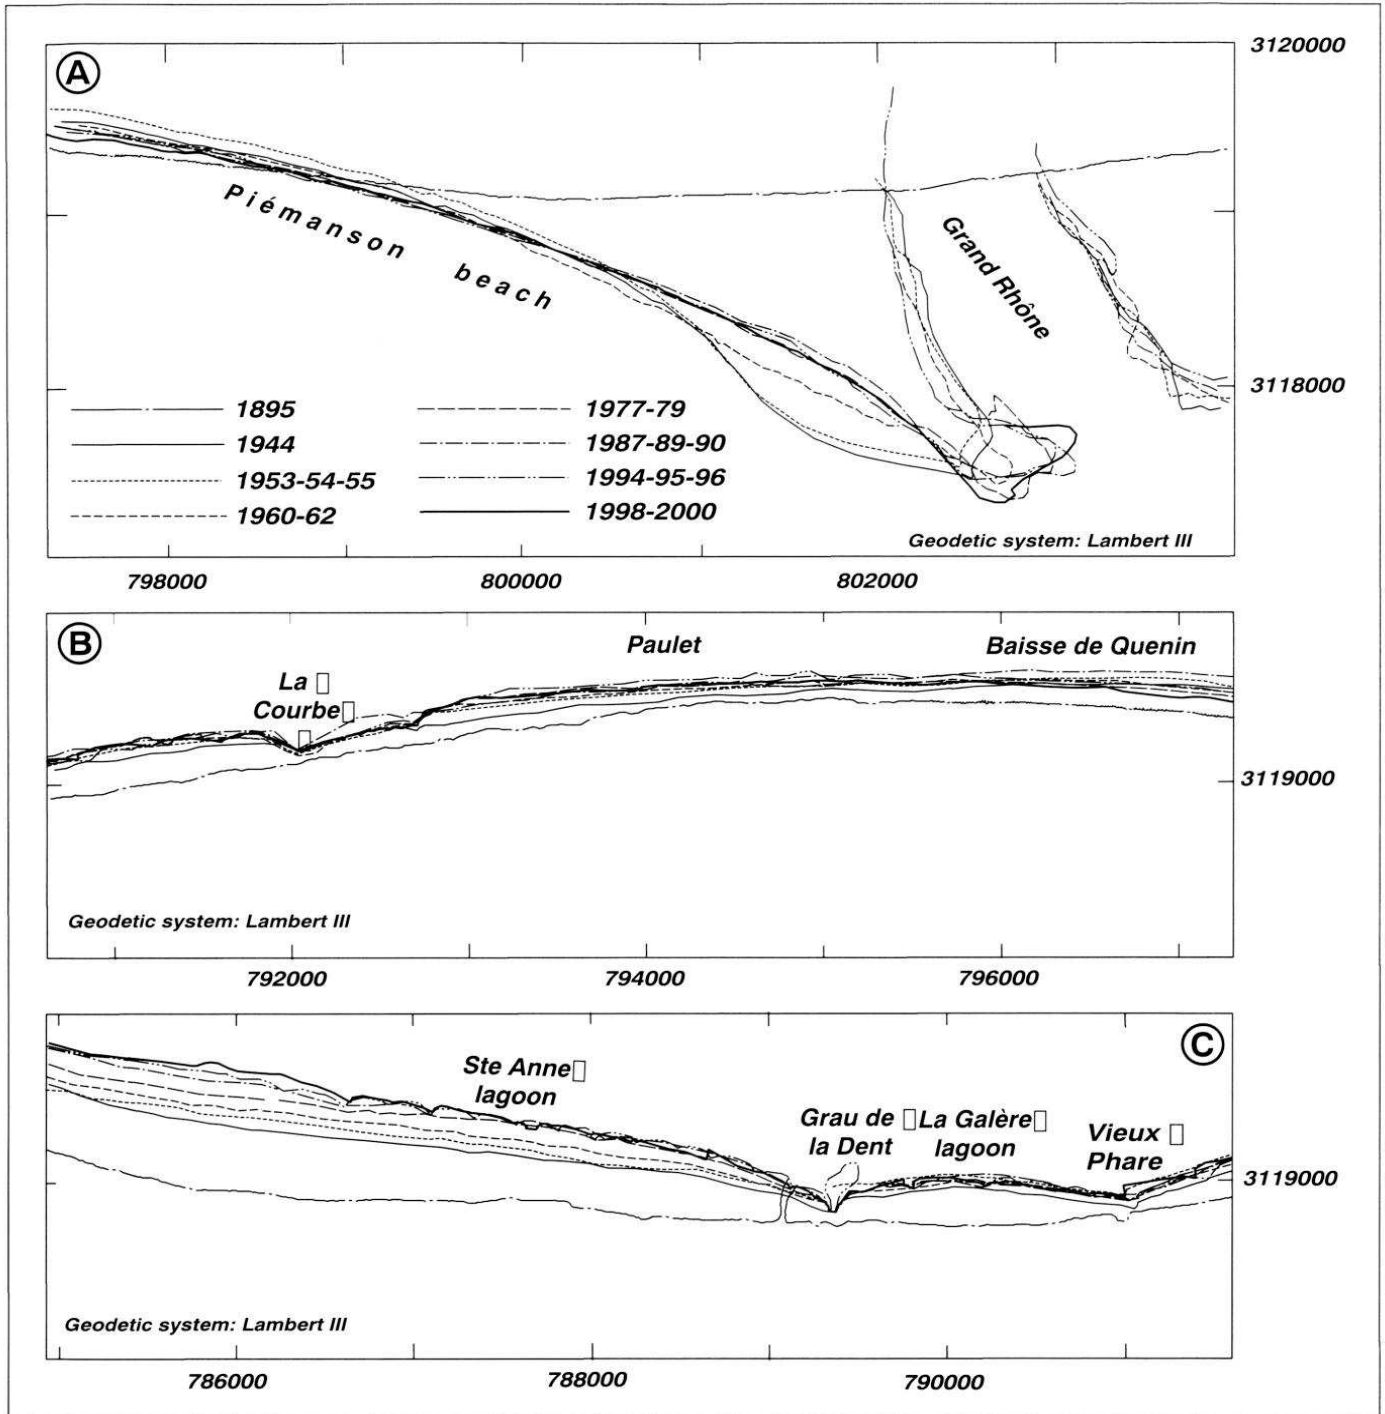 A
3120000
Piémanson beach
Grand Rhône
3118000
1895
1977-79
1944
1987-89-90
1953-54-55
1994-95-96
1960-62
1998-2000
Geodetic system: Lambert III
798000
800000
802000
B
Paulet
Baisse de Quenin
La
Courbe
3119000
Geodetic system: Lambert III
792000
794000
796000
C
Ste Anne
lagoon
Grau de
la Dent
La Galère
lagoon
Vieux
Phare
3119000
Geodetic system: Lambert III
786000
788000
790000